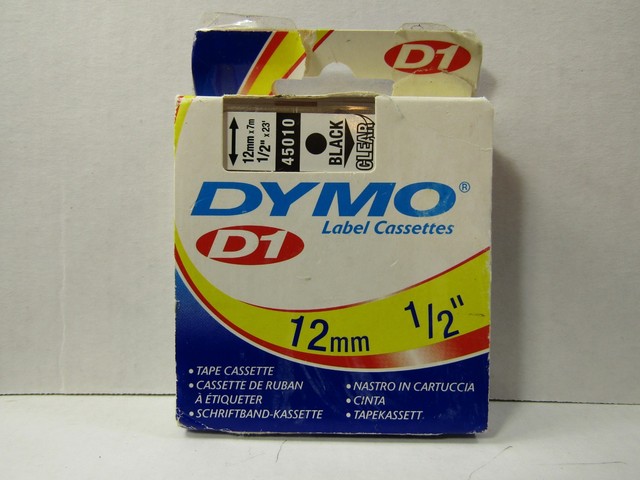 D1
12mm x 7m
1/2" x 23'
45010
BLACK
CLEAR
DYMO®
Label Cassettes
D1
12mm 1/2"
• TAPE CASSETTE
• CASSETTE DE RUBAN
À ÉTIQUETER
• SCHRIFTBAND-KASSETTE
• NASTRO IN CARTUCCIA
• CINTA
• TAPEKASSETT